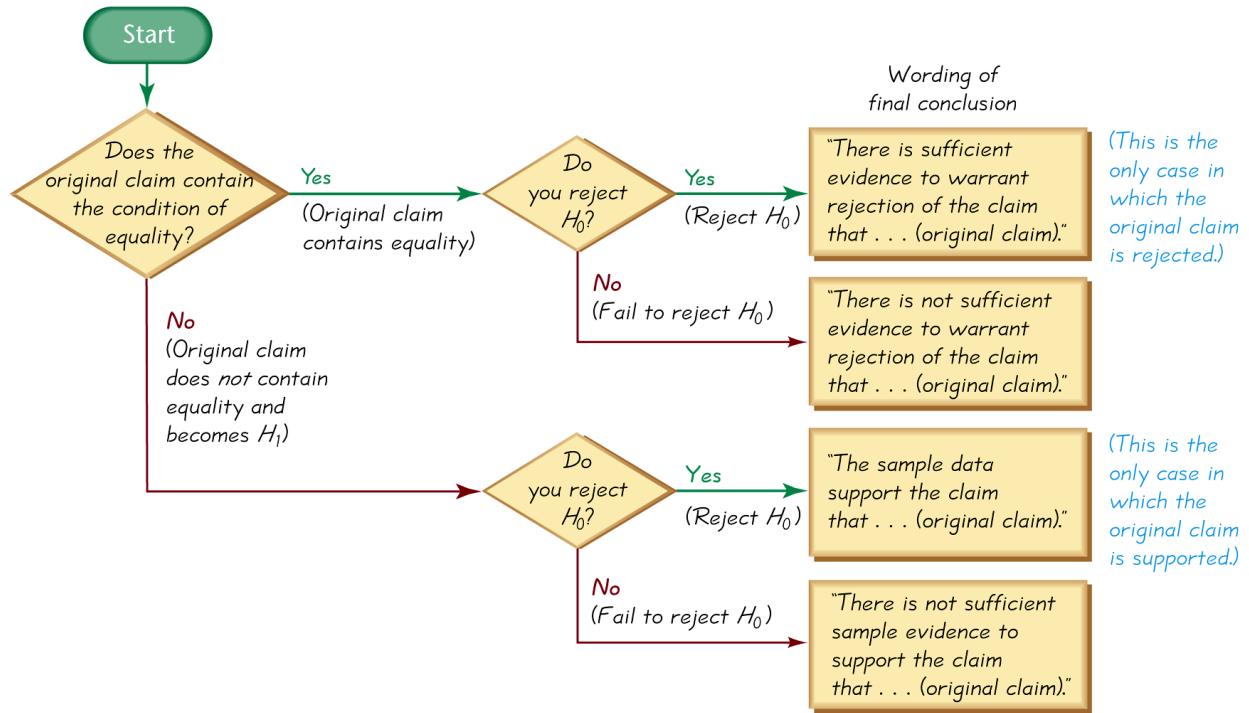 Start
Does the
original claim contain
the condition of
equality?
Yes
(Original claim
contains equality)
Do
you reject
H₀?
Yes
(Reject H₀)
Wording of
final conclusion
"There is sufficient
evidence to warrant
rejection of the claim
that . . . (original claim)."
(This is the
only case in
which the
original claim
is rejected.)
No
(Fail to reject H₀)
"There is not sufficient
evidence to warrant
rejection of the claim
that . . . (original claim)."
No
(Original claim
does not contain
equality and
becomes H₁)
Do
you reject
H₀?
Yes
(Reject H₀)
"The sample data
support the claim
that . . . (original claim)."
(This is the
only case in
which the
original claim
is supported.)
No
(Fail to reject H₀)
"There is not sufficient
sample evidence to
support the claim
that . . . (original claim)."